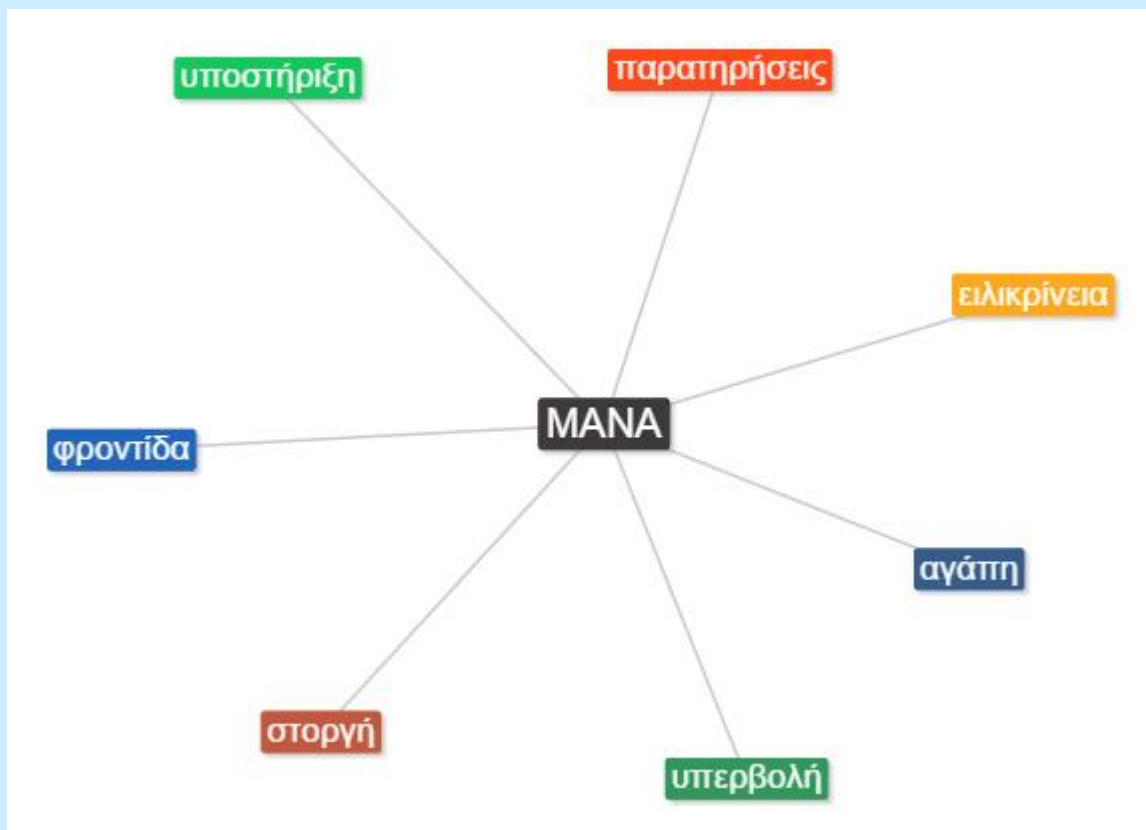 παρατηρήσεις
υποστήριξη
ειλικρίνεια
ΜΑΝΑ
φροντίδα
αγάπη
στοργή
υπερβολή